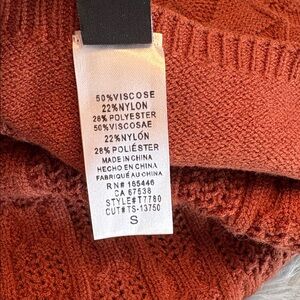 50%VISCOSE
22%NYLON
28% POLYESTER
50%VISCOSAE
22%NYLÓN
28% POLIÉSTER
MADE IN CHINA
HECHO EN CHINA
FABRIQUÉ AU CHINA
RN# 165446
CA 67538
STYLE#T7780
CUT#TS-13750
S